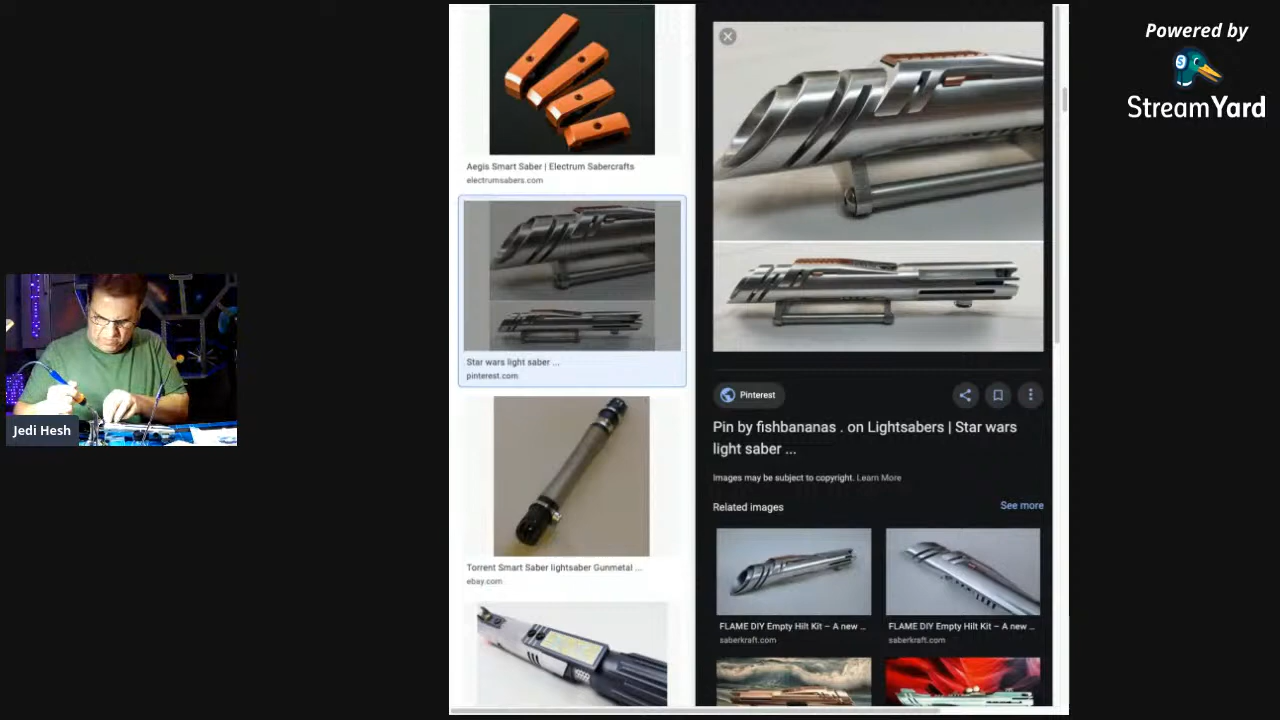 Powered by
StreamYard
Aegis Smart Saber | Electrum Sabercrafts
electrumsabers.com
Star wars light saber ...
pinterest.com
Torrent Smart Saber lightsaber Gunmetal ...
ebay.com
Pinterest
Pin by fishbananas . on Lightsabers | Star wars
light saber ...
Images may be subject to copyright. Learn More
Related images
See more
FLAME DIY Empty Hilt Kit – A new ...
saberkraft.com
FLAME DIY Empty Hilt Kit – A new ...
saberkraft.com
Jedi Hesh